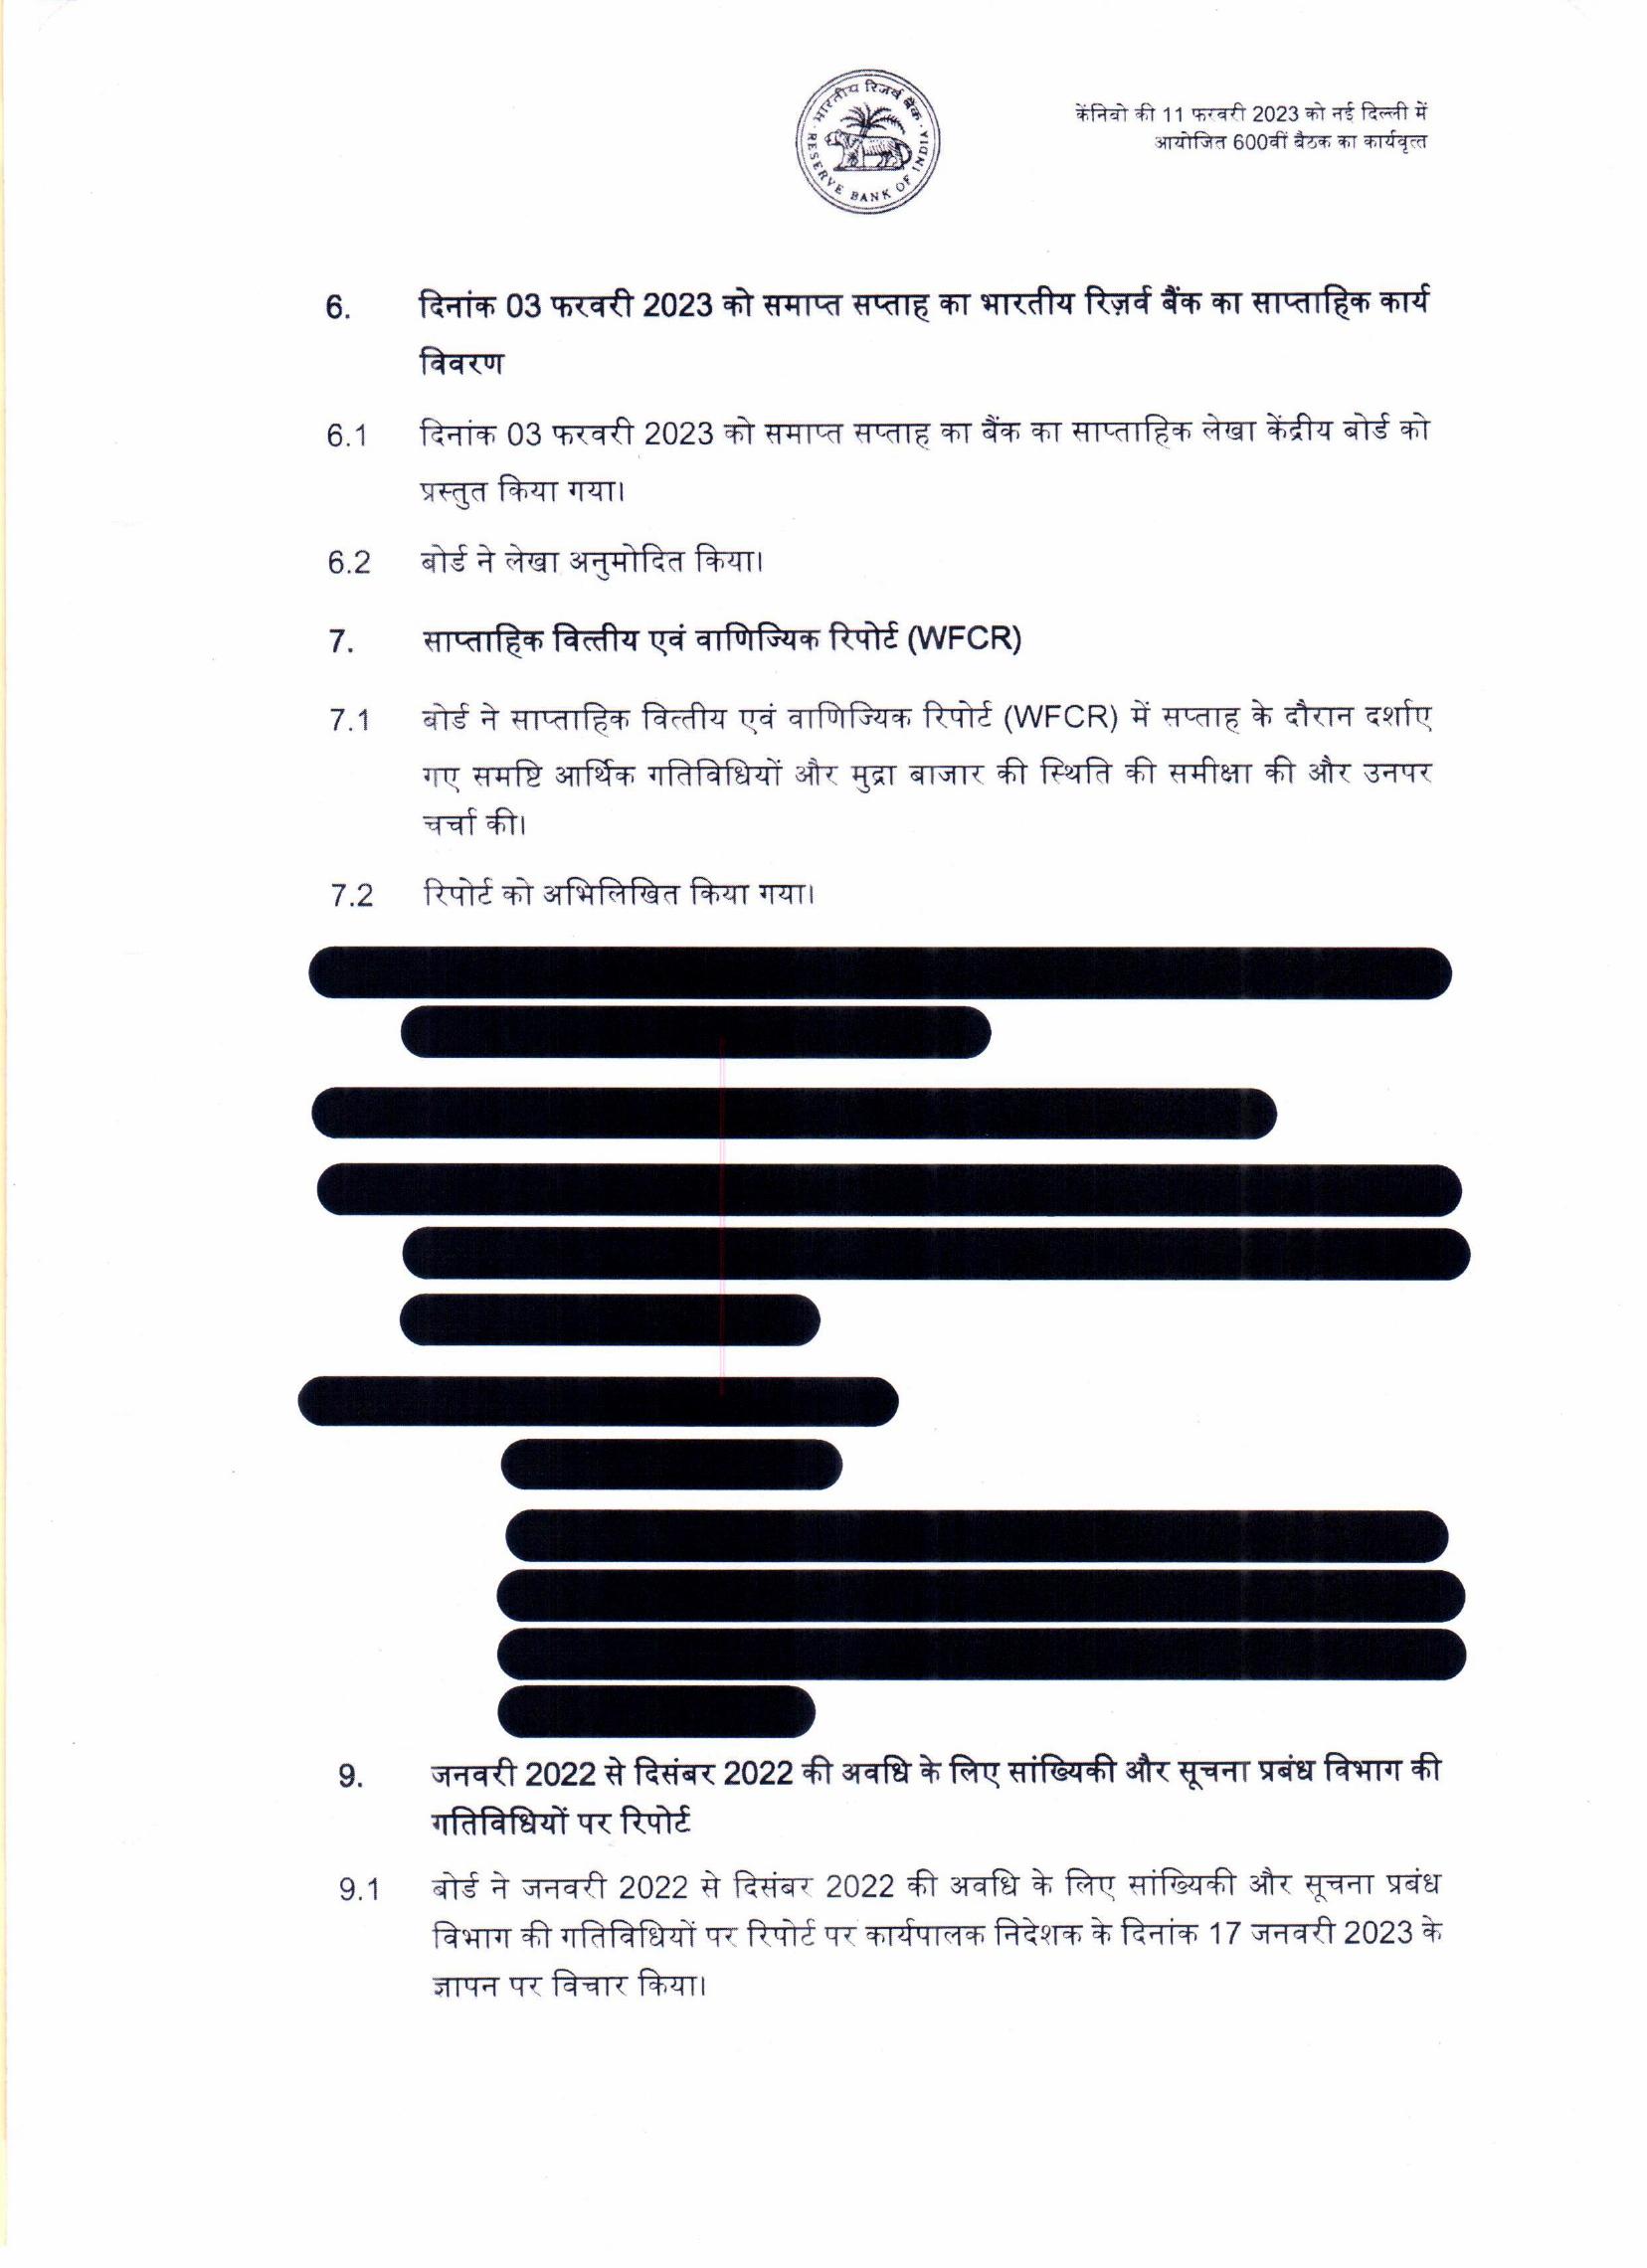 भारतीय रिज़र्व बैंक
RESERVE BANK OF INDIA
केंनिबो की 11 फरवरी 2023 को नई दिल्ली में
आयोजित 600वीं बैठक का कार्यवृत्त
6. दिनांक 03 फरवरी 2023 को समाप्त सप्ताह का भारतीय रिज़र्व बैंक का साप्ताहिक कार्य
विवरण
6.1 दिनांक 03 फरवरी 2023 को समाप्त सप्ताह का बैंक का साप्ताहिक लेखा केंद्रीय बोर्ड को
प्रस्तुत किया गया।
6.2 बोर्ड ने लेखा अनुमोदित किया।
7. साप्ताहिक वित्तीय एवं वाणिज्यिक रिपोर्ट (WFCR)
7.1 बोर्ड ने साप्ताहिक वित्तीय एवं वाणिज्यिक रिपोर्ट (WFCR) में सप्ताह के दौरान दर्शाए
गए समष्टि आर्थिक गतिविधियों और मुद्रा बाजार की स्थिति की समीक्षा की और उनपर
चर्चा की।
7.2 रिपोर्ट को अभिलिखित किया गया।
9. जनवरी 2022 से दिसंबर 2022 की अवधि के लिए सांख्यिकी और सूचना प्रबंध विभाग की
गतिविधियों पर रिपोर्ट
9.1 बोर्ड ने जनवरी 2022 से दिसंबर 2022 की अवधि के लिए सांख्यिकी और सूचना प्रबंध
विभाग की गतिविधियों पर रिपोर्ट पर कार्यपालक निदेशक के दिनांक 17 जनवरी 2023 के
ज्ञापन पर विचार किया।